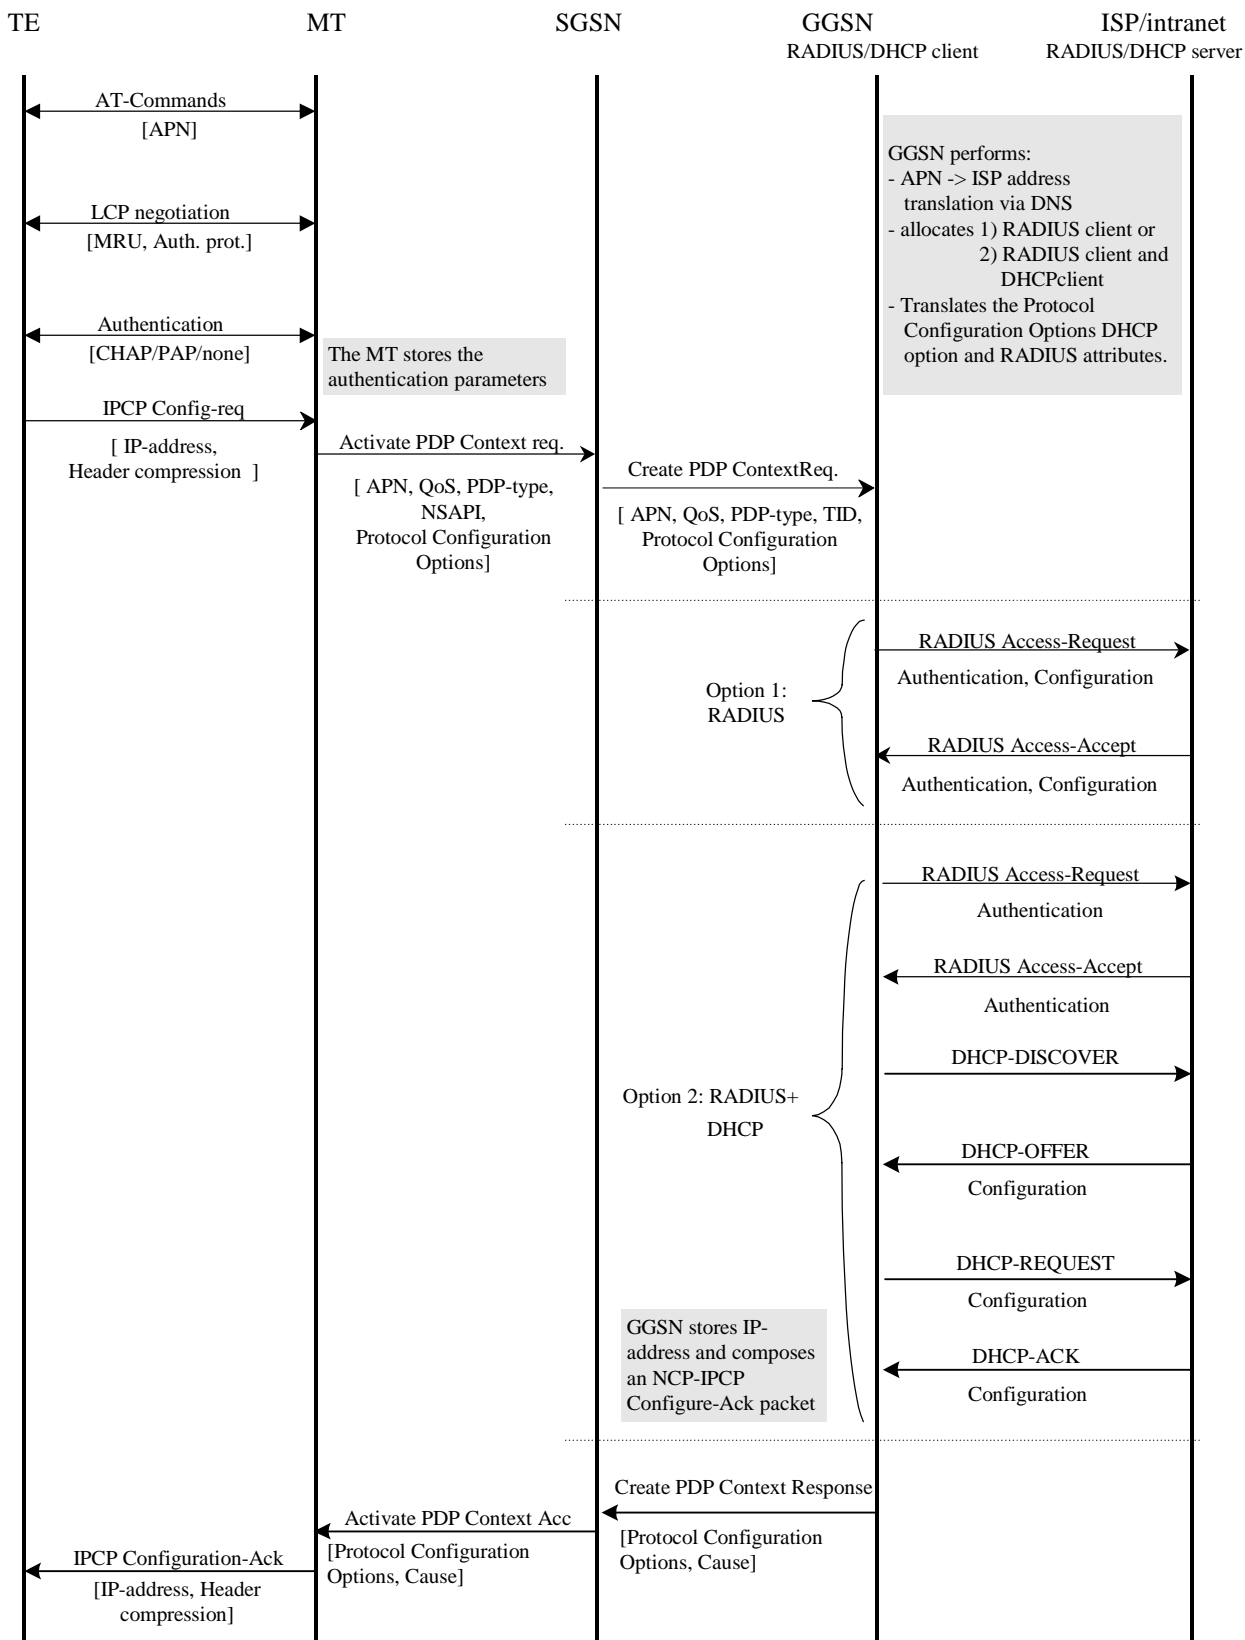 TE
MT
SGSN
GGSN
ISP/intranet
RADIUS/DHCP client
RADIUS/DHCP server
AT-Commands
[APN]
GGSN performs:
- APN -> ISP address
translation via DNS
- allocates 1) RADIUS client or
2) RADIUS client and
DHCPclient
- Translates the Protocol
Configuration Options DHCP
option and RADIUS attributes.
LCP negotiation
[MRU, Auth. prot.]
Authentication
[CHAP/PAP/none]
The MT stores the
authentication parameters
IPCP Config-req
[ IP-address,
Header compression ]
Activate PDP Context req.
[ APN, QoS, PDP-type,
NSAPI,
Protocol Configuration
Options]
Create PDP ContextReq.
[ APN, QoS, PDP-type, TID,
Protocol Configuration
Options]
RADIUS Access-Request
Authentication, Configuration
Option 1:
RADIUS
RADIUS Access-Accept
Authentication, Configuration
RADIUS Access-Request
Authentication
RADIUS Access-Accept
Authentication
DHCP-DISCOVER
Option 2: RADIUS+
DHCP
DHCP-OFFER
Configuration
DHCP-REQUEST
Configuration
GGSN stores IP-
address and composes
an NCP-IPCP
Configure-Ack packet
DHCP-ACK
Configuration
Create PDP Context Response
[Protocol Configuration
Options, Cause]
Activate PDP Context Acc
[Protocol Configuration
Options, Cause]
IPCP Configuration-Ack
[IP-address, Header
compression]